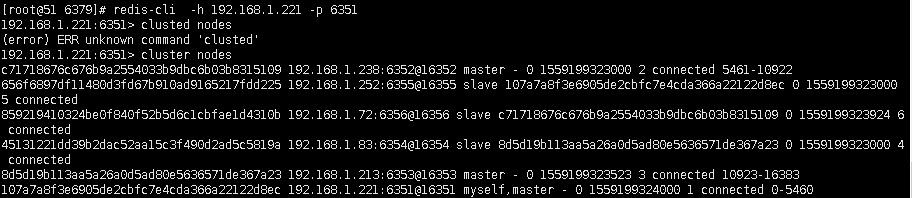 [root@51 6379]# redis-cli  -h 192.168.1.221 -p 6351
192.168.1.221:6351> clusted nodes
(error) ERR unknown command 'clusted'
192.168.1.221:6351> cluster nodes
c71718676c676b9a2554033b9dbc6b03b8315109 192.168.1.238:6352@16352 master - 0 1559199323000 2 connected 5461-10922
656f6897df11480d3fd67b910ad9165217fdd225 192.168.1.252:6355@16355 slave 107a7a8f3e6905de2cbfc7e4cda366a22122d8ec 0 1559199323000
5 connected
859219410324be0f840f52b5d6c1cbfae1d4310b 192.168.1.72:6356@16356 slave c71718676c676b9a2554033b9dbc6b03b8315109 0 1559199323924 6
connected
45131221dd39b2dac52aa15c3f490d2ad5c5819a 192.168.1.83:6354@16354 slave 8d5d19b113aa5a26a0d5ad80e5636571de367a23 0 1559199323000 4
connected
8d5d19b113aa5a26a0d5ad80e5636571de367a23 192.168.1.213:6353@16353 master - 0 1559199323523 3 connected 10923-16383
107a7a8f3e6905de2cbfc7e4cda366a22122d8ec 192.168.1.221:6351@16351 myself,master - 0 1559199324000 1 connected 0-5460